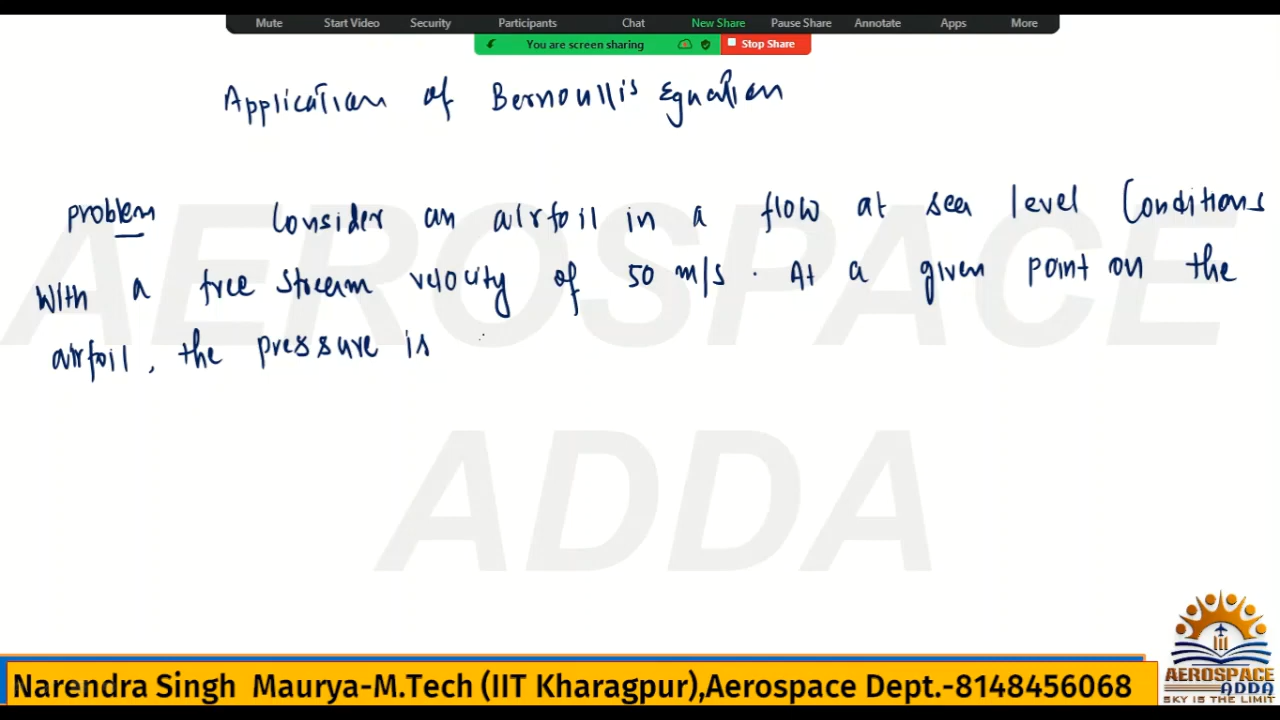 Mute Start Video Security Participants Chat New Share Pause Share Annotate Apps More
You are screen sharing Stop Share
Application of Bernoullis Equation
problem Consider an airfoil in a flow at sea level Conditions
With a free stream velocity of 50 m/s . At a given point on the
airfoil, the pressure is
AEROSPACE
ADDA
Narendra Singh Maurya-M.Tech (IIT Kharagpur),Aerospace Dept.-8148456068
AEROSPACE
ADDA
SKY IS THE LIMIT